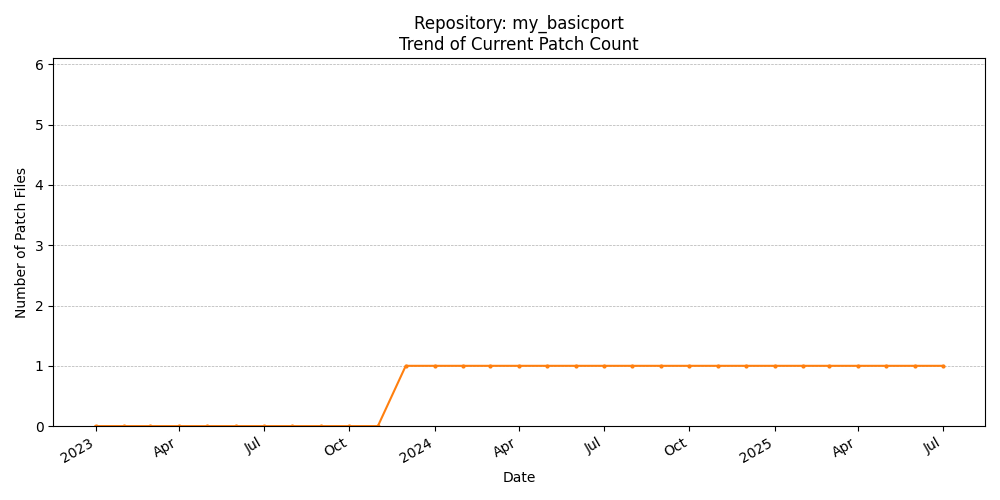 Repository: my_basicport
Trend of Current Patch Count
6
5
4
3
2
1
0
Number of Patch Files
2023
Apr
Jul
Oct
2024
Apr
Jul
Oct
2025
Apr
Jul
Date